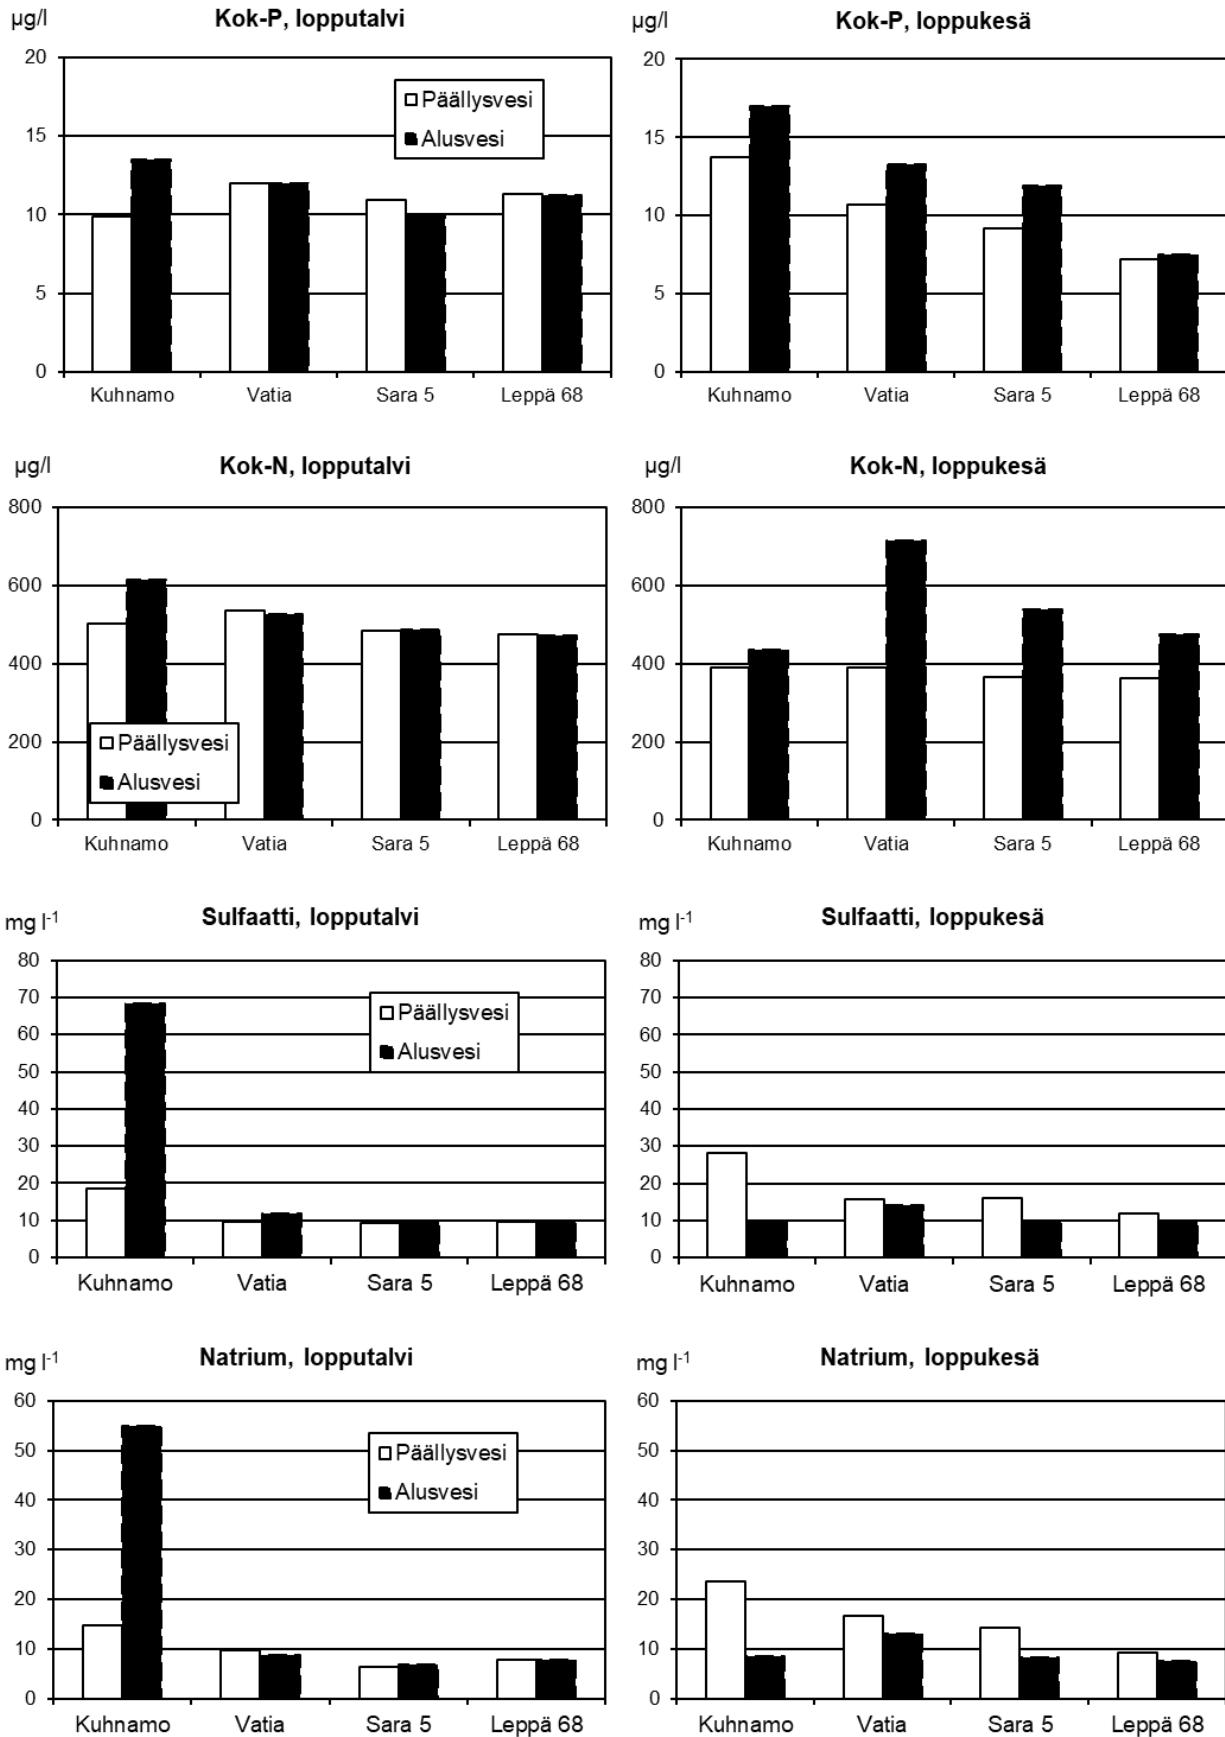 µg/l
Kok-P, lopputalvi
20
15
10
5
0
Päällysvesi
Alusvesi
Kuhnamo Vatia Sara 5 Leppä 68
µg/l
Kok-P, loppukesä
20
15
10
5
0
Kuhnamo Vatia Sara 5 Leppä 68
µg/l
Kok-N, lopputalvi
800
600
400
200
0
Päällysvesi
Alusvesi
Kuhnamo Vatia Sara 5 Leppä 68
µg/l
Kok-N, loppukesä
800
600
400
200
0
Kuhnamo Vatia Sara 5 Leppä 68
mg l⁻¹
Sulfaatti, lopputalvi
80
70
60
50
40
30
20
10
0
Päällysvesi
Alusvesi
Kuhnamo Vatia Sara 5 Leppä 68
mg l⁻¹
Sulfaatti, loppukesä
80
70
60
50
40
30
20
10
0
Kuhnamo Vatia Sara 5 Leppä 68
mg l⁻¹
Natrium, lopputalvi
60
50
40
30
20
10
0
Päällysvesi
Alusvesi
Kuhnamo Vatia Sara 5 Leppä 68
mg l⁻¹
Natrium, loppukesä
60
50
40
30
20
10
0
Kuhnamo Vatia Sara 5 Leppä 68